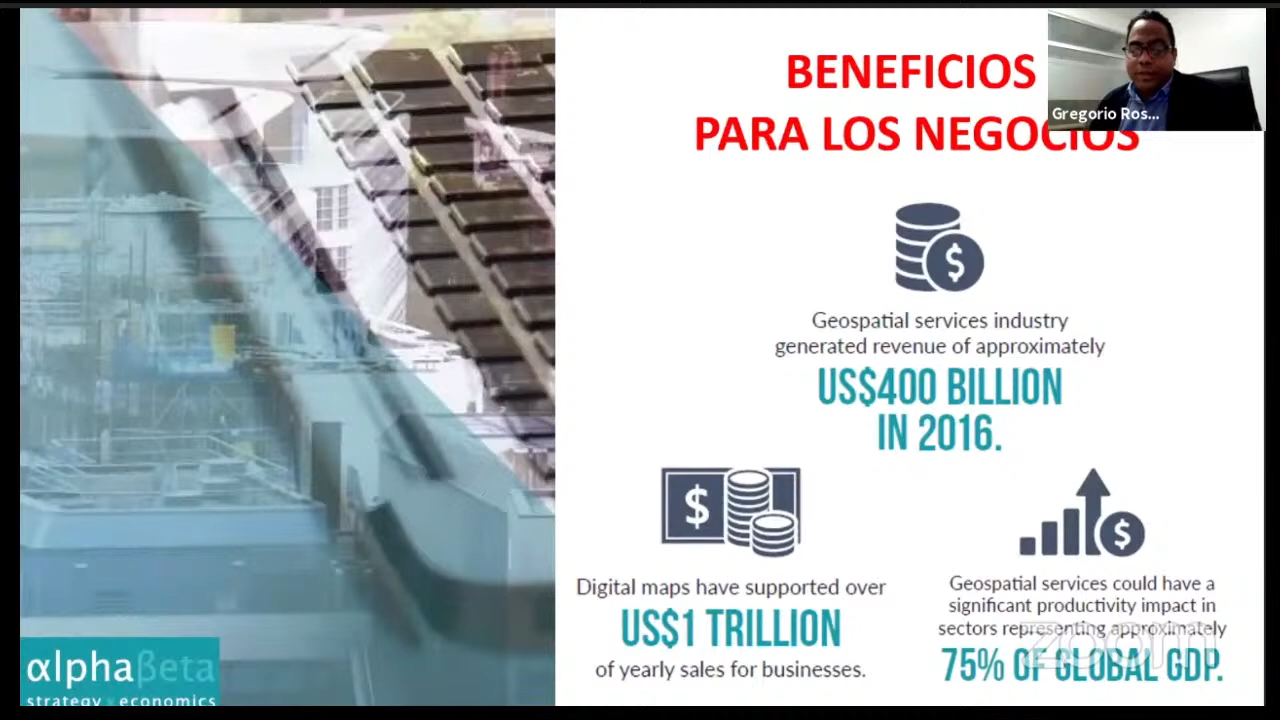 BENEFICIOS
PARA LOS NEGOCIOS
Gregorio Ros...
Geospatial services industry
generated revenue of approximately
US$400 BILLION
IN 2016.
Digital maps have supported over
US$1 TRILLION
of yearly sales for businesses.
Geospatial services could have a
significant productivity impact in
sectors representing approximately
75% OF GLOBAL GDP.
zoom
αlphaβeta
strategy x economics